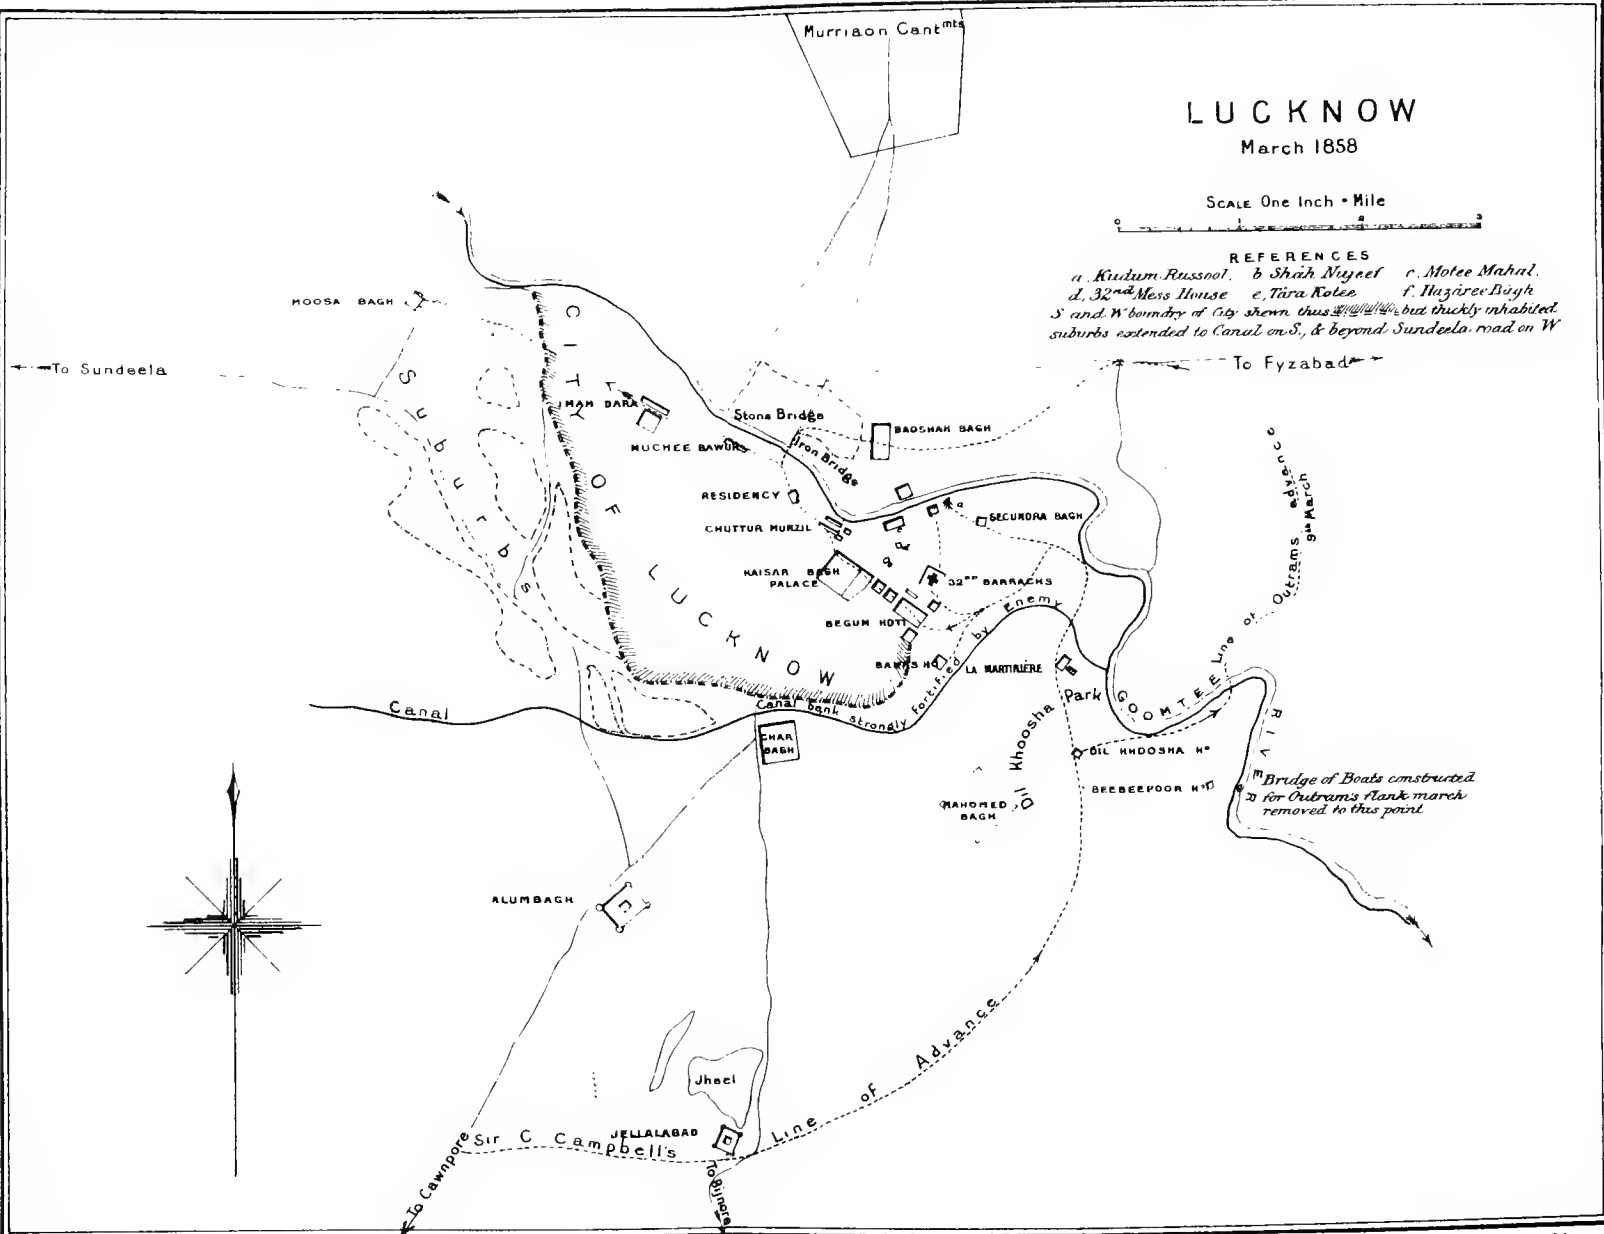 Murriaon Cantmts
LUCKNOW
March 1858
SCALE One Inch = Mile
0 1 2 3
REFERENCES
a. Kudum Russool. b Shah Nujeef c. Motee Mahal.
d. 32nd Mess House e. Tara Kotee f. Hazaree Bagh
S and W boundry of City shewn thus but thickly inhabited
suburbs extended to Canal on S., & beyond Sundeela road on W
MOOSA BAGH
To Sundeela
To Fyzabad
CITY OF LUCKNOW
Suburbs
IMAM BARA
Stone Bridge
MUCHEE BAWUN
Iron Bridge
BADSHAH BAGH
RESIDENCY
CHUTTUR MUNZIL
SECUNDRA BAGH
KAISAR BAGH
PALACE
32ND BARRACKS
BEGUM KOTI
BANKS HO
LA MARTINIÈRE
Line of Outrams advance
9th March
Canal
Canal bank strongly fortified by Enemy
CHAR
BAGH
Dil Khoosha Park
GOOMTEE RIVER
DIL KHOOSHA Ho
BEEBEEPOOR Ho
MAHOMED
BAGH
Bridge of Boats constructed
for Outram's flank march
removed to this point
ALUMBAGH
Jheel
JELLALABAD
Sir C Campbell's Line of Advance
To Cawnpore
To Bijnore